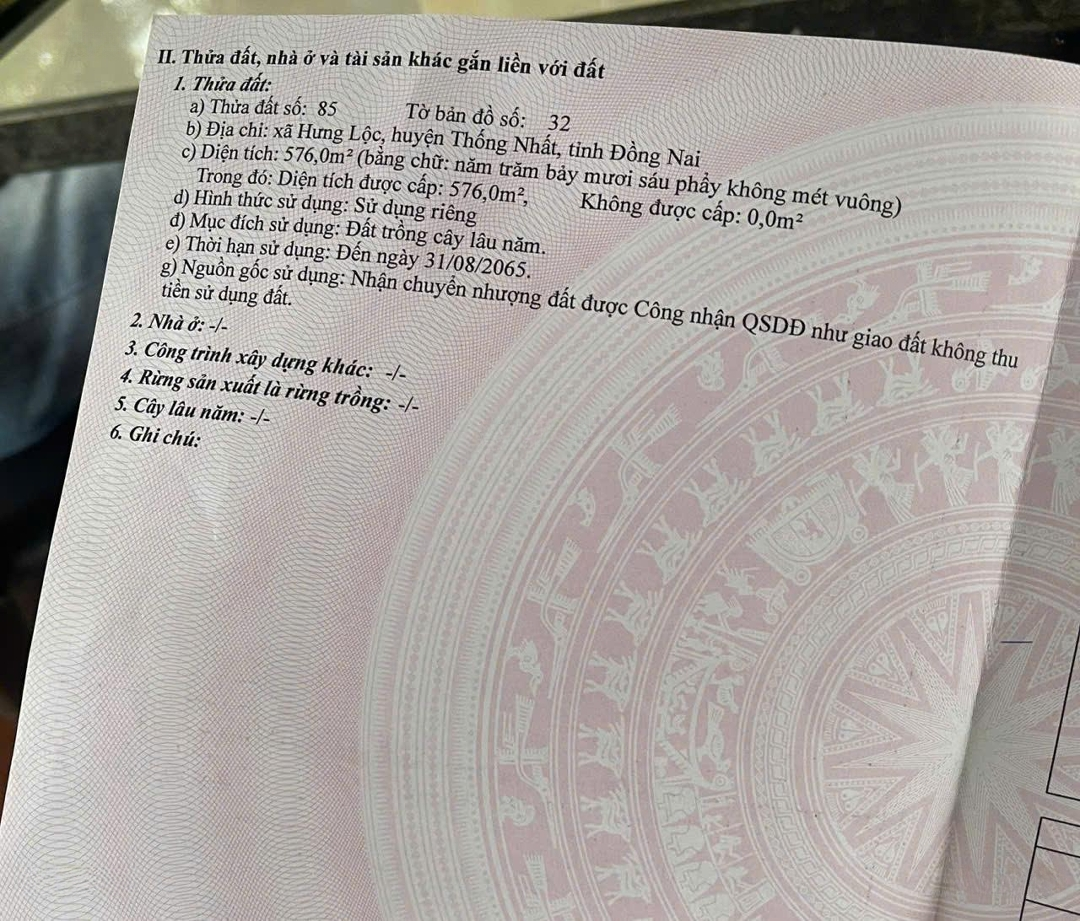 II. Thửa đất, nhà ở và tài sản khác gắn liền với đất
1. Thửa đất:
a) Thửa đất số: 85 Tờ bản đồ số: 32
b) Địa chỉ: xã Hưng Lộc, huyện Thống Nhất, tỉnh Đồng Nai
c) Diện tích: 576,0m² (bằng chữ: năm trăm bảy mươi sáu phẩy không mét vuông)
Trong đó: Diện tích được cấp: 576,0m², Không được cấp: 0,0m²
d) Hình thức sử dụng: Sử dụng riêng
đ) Mục đích sử dụng: Đất trồng cây lâu năm.
e) Thời hạn sử dụng: Đến ngày 31/08/2065.
g) Nguồn gốc sử dụng: Nhận chuyển nhượng đất được Công nhận QSDĐ như giao đất không thu
tiền sử dụng đất.
2. Nhà ở: -/-
3. Công trình xây dựng khác: -/-
4. Rừng sản xuất là rừng trồng: -/-
5. Cây lâu năm: -/-
6. Ghi chú: